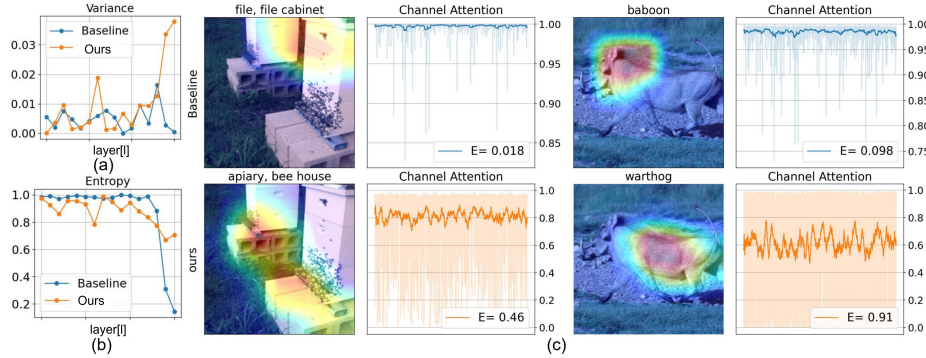 Variance
0.03
0.02
0.01
0.00
Baseline
Ours
layer[l]
(a)
Entropy
1.0
0.8
0.6
0.4
0.2
Baseline
Ours
layer[l]
(b)
Baseline
file, file cabinet
Channel Attention
1.00
0.95
0.90
0.85
E= 0.018
baboon
Channel Attention
1.00
0.95
0.90
0.85
0.80
0.75
E= 0.098
ours
apiary, bee house
Channel Attention
1.0
0.8
0.6
0.4
0.2
0.0
E= 0.46
warthog
Channel Attention
1.0
0.8
0.6
0.4
0.2
0.0
E= 0.91
(c)